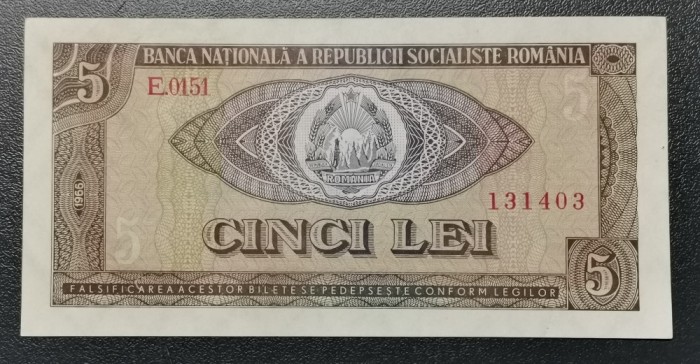 BANCA NAȚIONALĂ A REPUBLICII SOCIALISTE ROMÂNIA
5
E.0151
5
ROMANIA
1966
131403
5
CINCI LEI
5
FALSIFICAREA ACESTOR BILETE SE PEDEPSEȘTE CONFORM LEGILOR